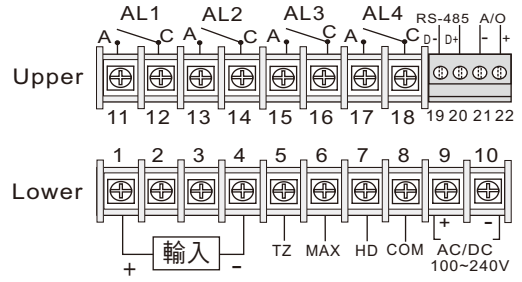 AL1 AL2 AL3 AL4 RS-485 A/O
A C A C A C A C D- D+ - +
Upper
11 12 13 14 15 16 17 18 19 20 21 22
1 2 3 4 5 6 7 8 9 10
Lower
+ -
+ 輸入 - TZ MAX HD COM AC/DC
100~240V